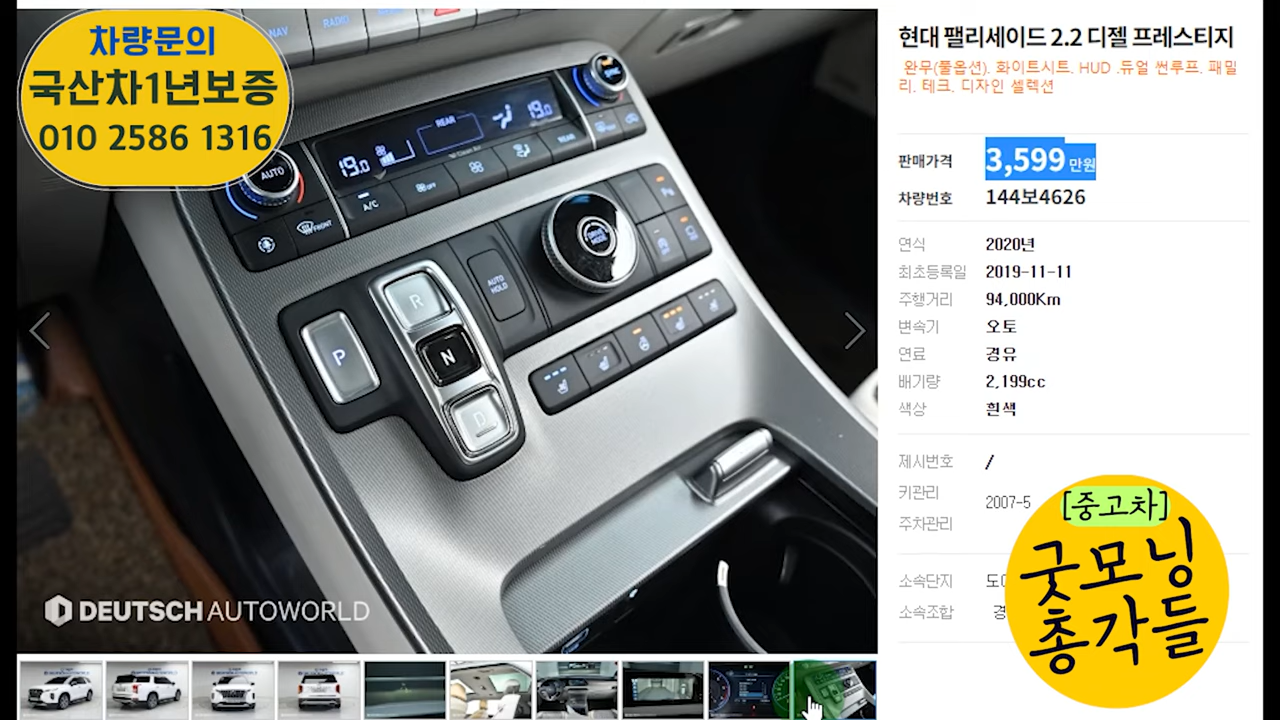 차량문의
국산차1년보증
010 2586 1316
NAV
RADIO
AUTO
19.0
REAR
19.0
SYNC
A/C
OFF
REAR
FRONT
AUTO HOLD
DRIVE MODE
R
P
N
D
DEUTSCH AUTOWORLD
현대 팰리세이드 2.2 디젤 프레스티지
완무(풀옵션). 화이트시트. HUD .듀얼 썬루프. 패밀
리. 테크. 디자인 셀렉션
판매가격 3,599 만원
차량번호 144보4626
연식 2020년
최초등록일 2019-11-11
주행거리 94,000Km
변속기 오토
연료 경유
배기량 2,199cc
색상 흰색
제시번호 /
키관리 2007-5
주차관리
소속단지
소속조합
[중고차]
굿모닝
총각들